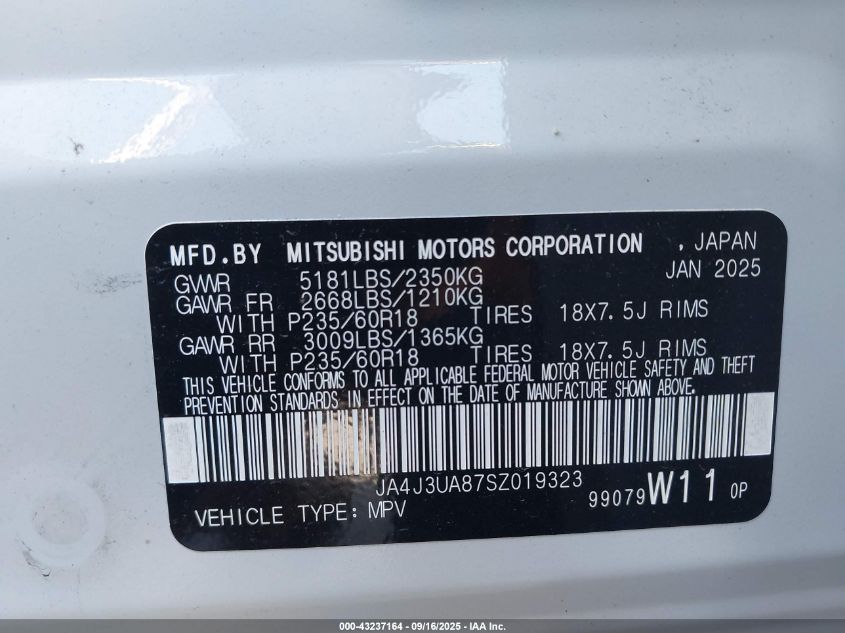 MFD.BY MITSUBISHI MOTORS CORPORATION , JAPAN
GVWR 5181LBS/2350KG JAN 2025
GAWR FR 2668LBS/1210KG
WITH P235/60R18 TIRES 18X7.5J RIMS
GAWR RR 3009LBS/1365KG
WITH P235/60R18 TIRES 18X7.5J RIMS
THIS VEHICLE CONFORMS TO ALL APPLICABLE FEDERAL MOTOR VEHICLE SAFETY AND THEFT
PREVENTION STANDARDS IN EFFECT ON THE DATE OF MANUFACTURE SHOWN ABOVE.
JA4J3UA87SZ019323
VEHICLE TYPE: MPV 99079 W11 0P
000-43237164 - 09/16/2025 - IAA Inc.